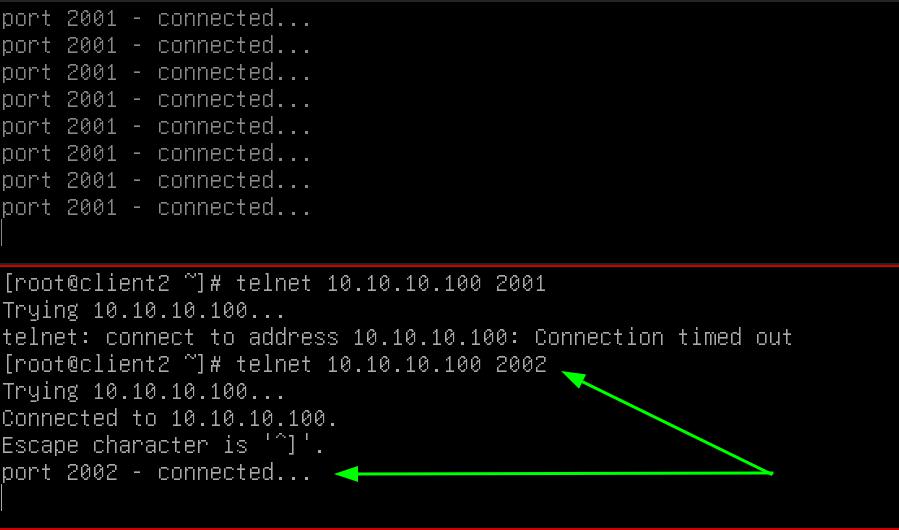 port 2001 - connected...
port 2001 - connected...
port 2001 - connected...
port 2001 - connected...
port 2001 - connected...
port 2001 - connected...
port 2001 - connected...
port 2001 - connected...
[root@client2 ~]# telnet 10.10.10.100 2001
Trying 10.10.10.100...
telnet: connect to address 10.10.10.100: Connection timed out
[root@client2 ~]# telnet 10.10.10.100 2002
Trying 10.10.10.100...
Connected to 10.10.10.100.
Escape character is '^]'.
port 2002 - connected...